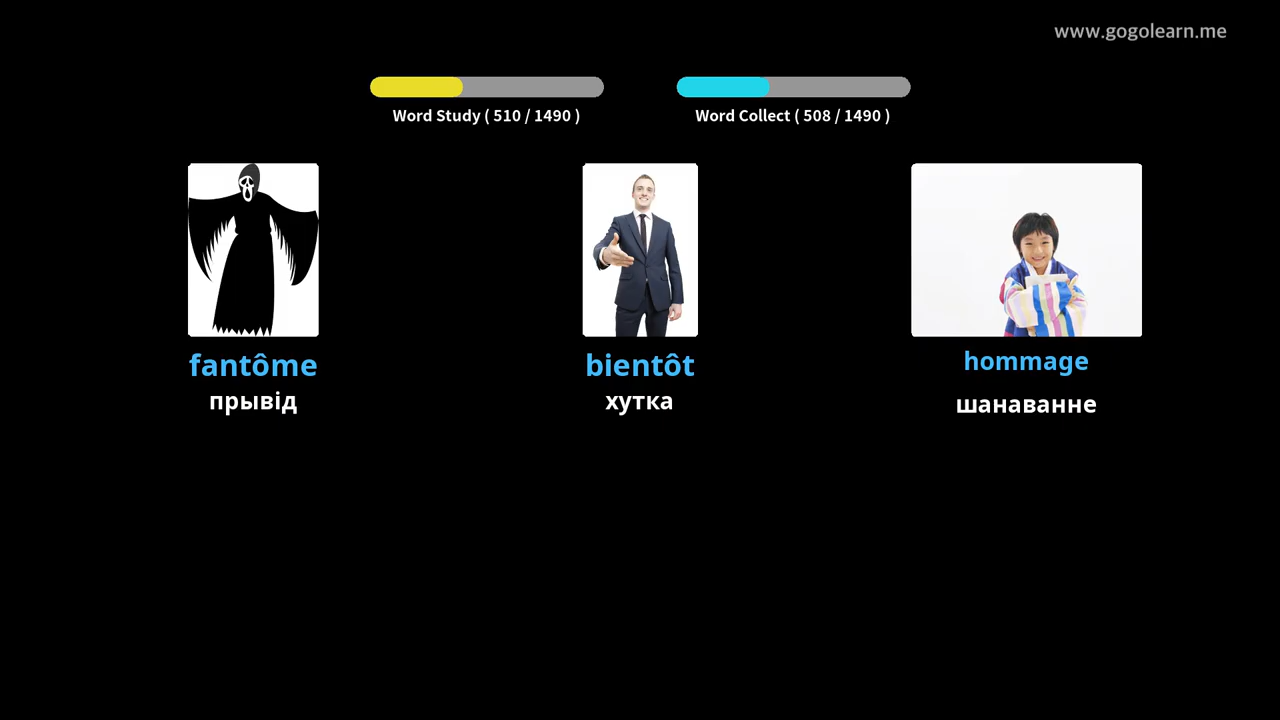 www.gogolearn.me
Word Study ( 510 / 1490 )
Word Collect ( 508 / 1490 )
fantôme
прывід
bientôt
хутка
hommage
шанаванне